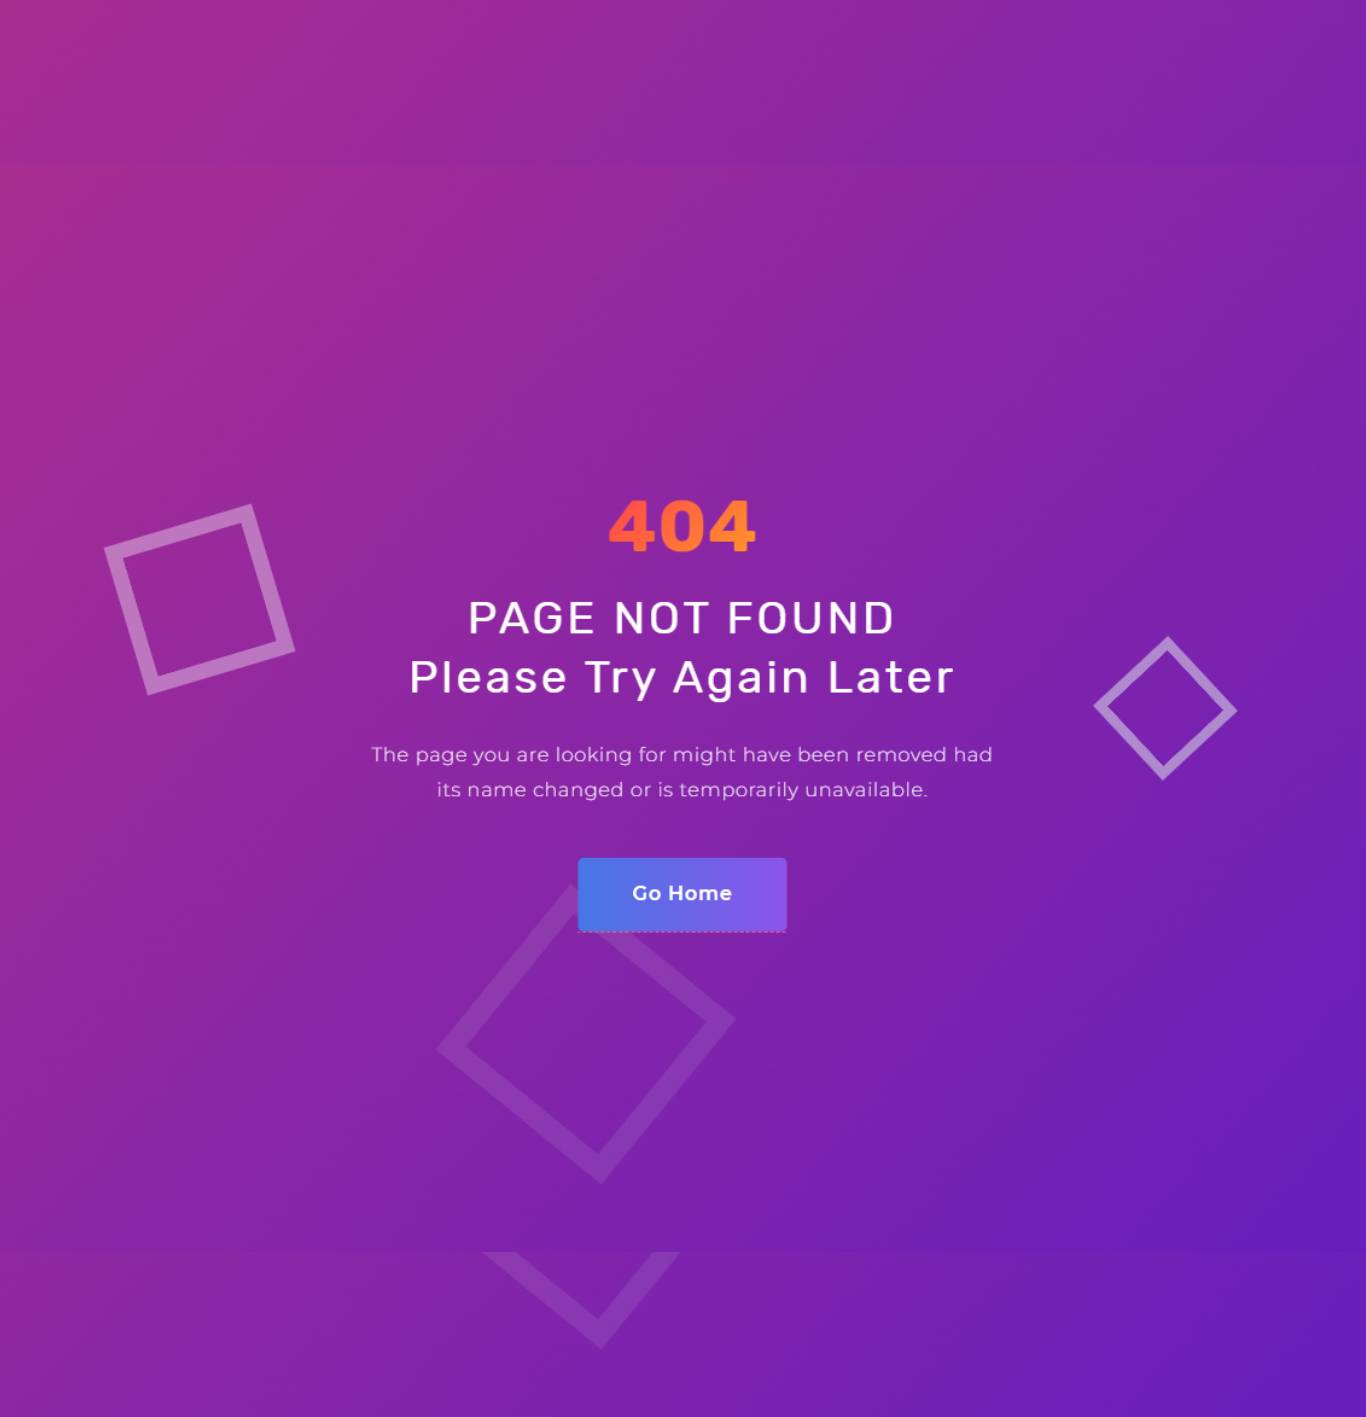 404
PAGE NOT FOUND
Please Try Again Later
The page you are looking for might have been removed had
its name changed or is temporarily unavailable.
Go Home